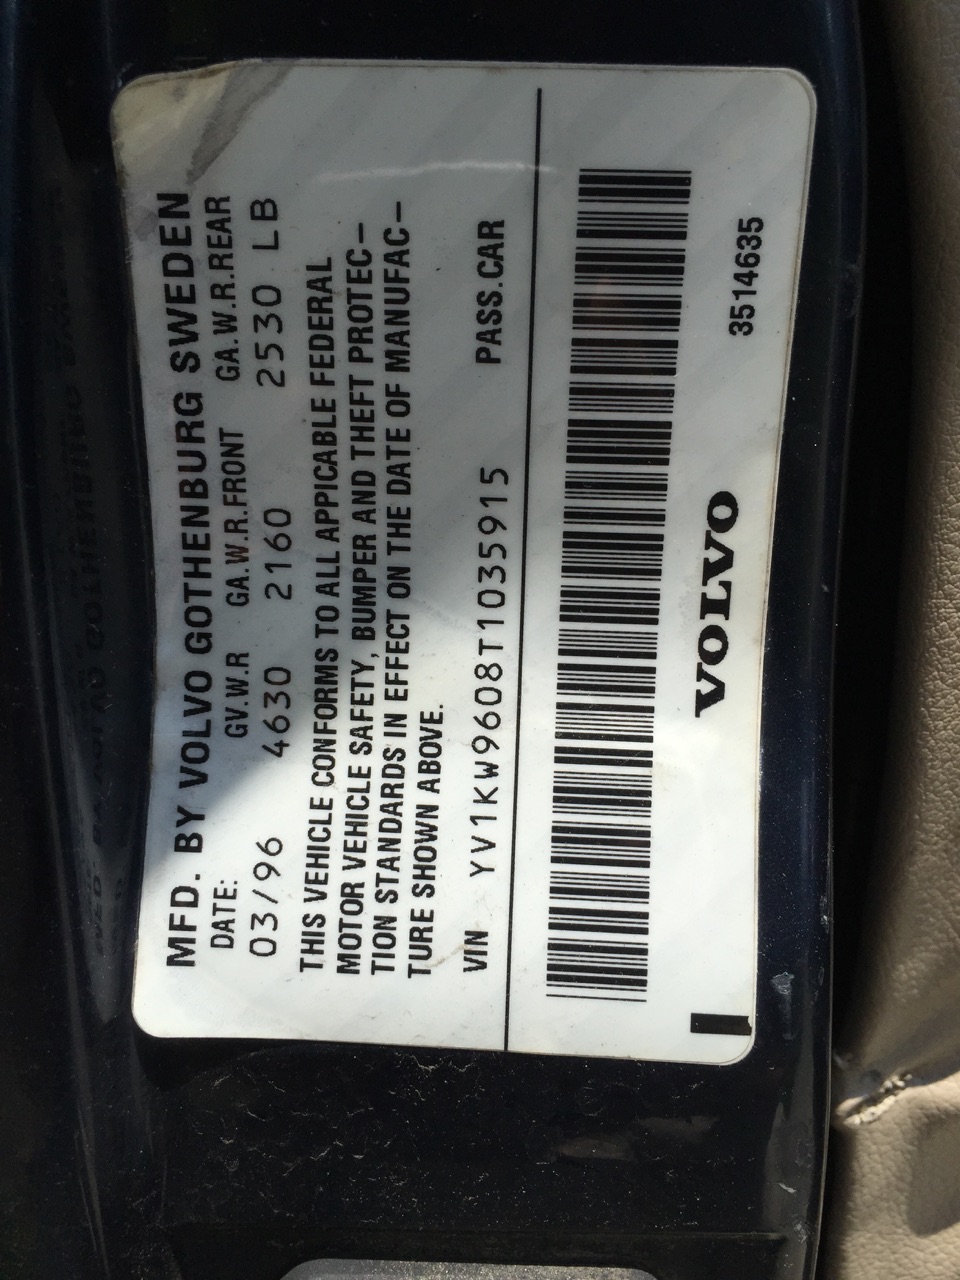 MFD. BY VOLVO GOTHENBURG SWEDEN
DATE: GV.W.R GA.W.R.FRONT GA.W.R.REAR
03/96 4630 2160 2530 LB
THIS VEHICLE CONFORMS TO ALL APPICABLE FEDERAL
MOTOR VEHICLE SAFETY, BUMPER AND THEFT PROTEC-
TION STANDARDS IN EFFECT ON THE DATE OF MANUFAC-
TURE SHOWN ABOVE.
VIN YV1KW9608T1035915 PASS.CAR
VOLVO 3514635